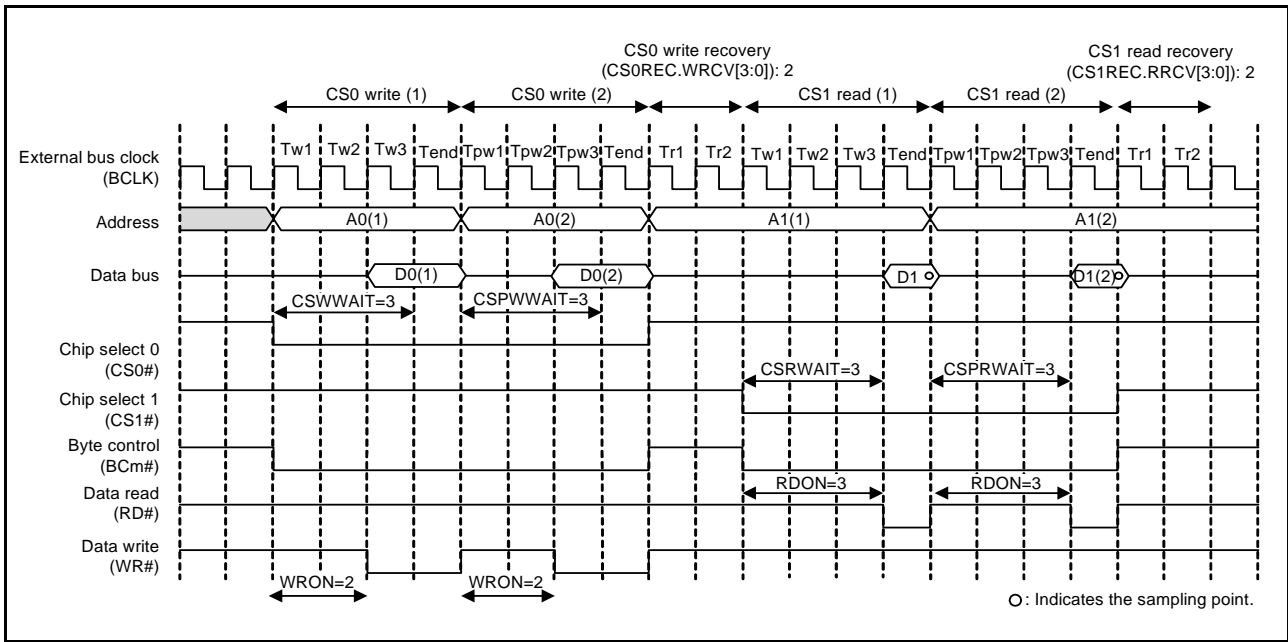 CS0 write recovery
(CS0REC.WRCV[3:0]): 2
CS1 read recovery
(CS1REC.RRCV[3:0]): 2
CS0 write (1)
CS0 write (2)
CS1 read (1)
CS1 read (2)
External bus clock
(BCLK)
Tw1 Tw2 Tw3 Tend Tpw1 Tpw2 Tpw3 Tend Tr1 Tr2 Tw1 Tw2 Tw3 Tend Tpw1 Tpw2 Tpw3 Tend Tr1 Tr2
Address
A0(1) A0(2) A1(1) A1(2)
Data bus
D0(1) D0(2) D1 D1(2)
CSWWAIT=3 CSPWWAIT=3
Chip select 0
(CS0#)
CSRWAIT=3 CSPRWAIT=3
Chip select 1
(CS1#)
Byte control
(BCm#)
RDON=3 RDON=3
Data read
(RD#)
Data write
(WR#)
WRON=2 WRON=2
: Indicates the sampling point.